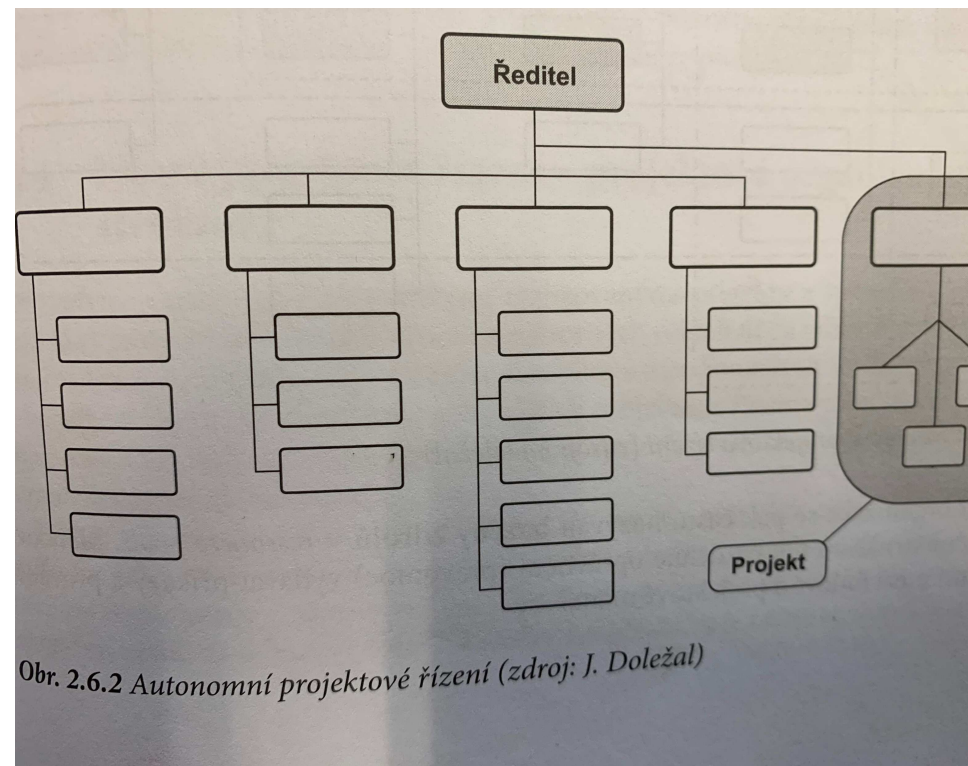 Ředitel
Projekt
Obr. 2.6.2 Autonomní projektové řízení (zdroj: J. Doležal)